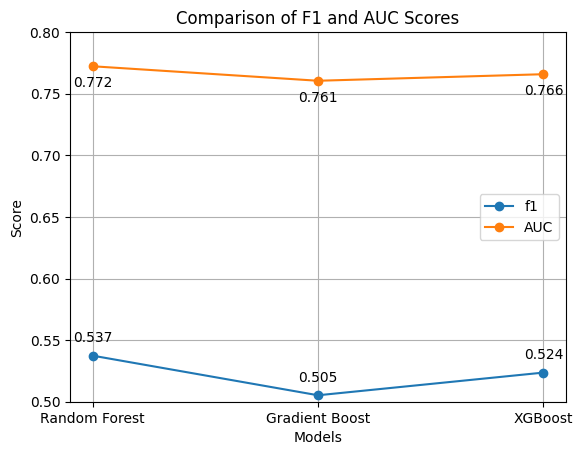 Comparison of F1 and AUC Scores
0.80
0.75
0.70
0.65
0.60
0.55
0.50
Score
0.772
0.761
0.766
f1
AUC
0.537
0.505
0.524
Random Forest
Gradient Boost
XGBoost
Models